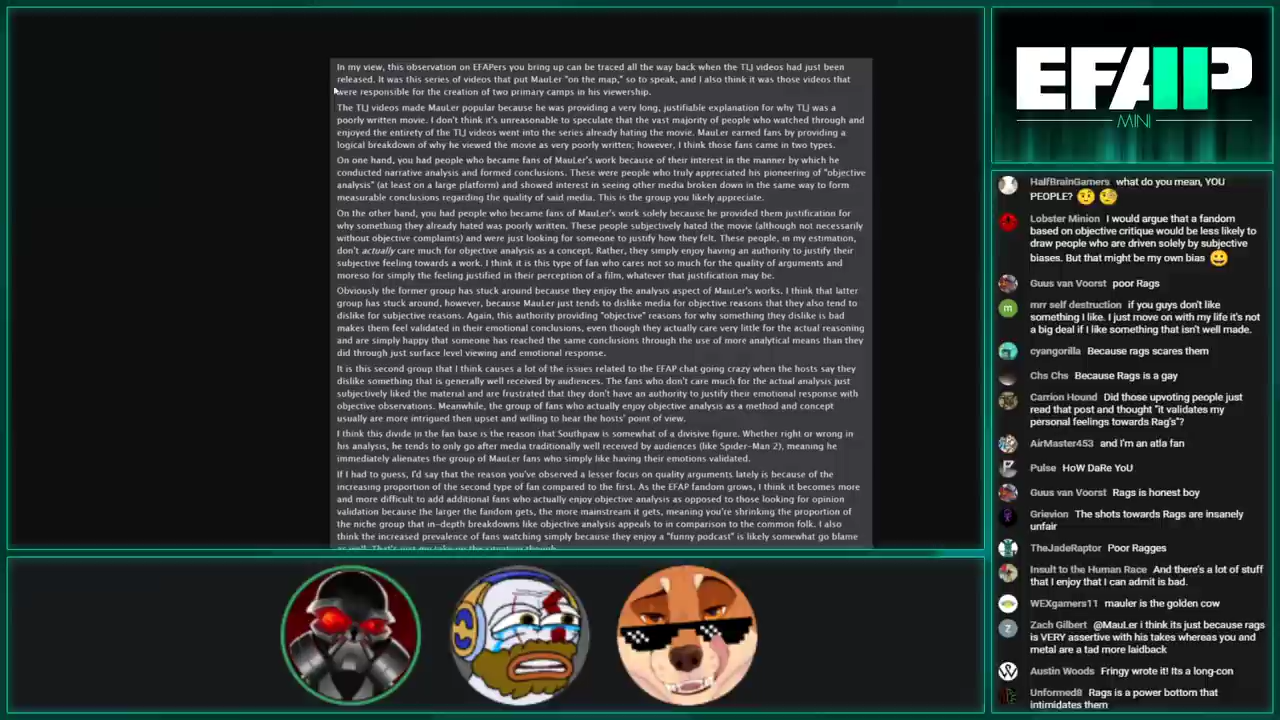 In my view, this observation on EFAPers you bring up can be traced all the way back when the TLJ videos had just been
released. It was this series of videos that put MauLer "on the map," so to speak, and I also think it was those videos that
were responsible for the creation of two primary camps in his viewership.
The TLJ videos made MauLer popular because he was providing a very long, justifiable explanation for why TLJ was a
poorly written movie. I don't think it's unreasonable to speculate that the vast majority of people who watched through and
enjoyed the entirety of the TLJ videos went into the series already hating the movie. MauLer earned fans by providing a
logical breakdown of why he viewed the movie as very poorly written; however, I think those fans came in two types.
On one hand, you had people who became fans of MauLer's work because of their interest in the manner by which he
conducted narrative analysis and formed conclusions. These were people who truly appreciated his pioneering of "objective
analysis" (at least on a large platform) and showed interest in seeing other media broken down in the same way to form
measurable conclusions regarding the quality of said media. This is the group you likely appreciate.
On the other hand, you had people who became fans of MauLer's work solely because he provided them justification for
why something they already hated was poorly written. These people subjectively hated the movie (although not necessarily
without objective complaints) and were just looking for someone to justify how they felt. These people, in my estimation,
don't actually care much for objective analysis as a concept. Rather, they simply enjoy having an authority to justify their
subjective feeling towards a work. I think it is this type of fan who cares not so much for the quality of arguments and
moreso for simply the feeling justified in their perception of a film, whatever that justification may be.
Obviously the former group has stuck around because they enjoy the analysis aspect of MauLer's works. I think that latter
group has stuck around, however, because MauLer just tends to dislike media for objective reasons that they also tend to
dislike for subjective reasons. Again, this authority providing "objective" reasons for why something they dislike is bad
makes them feel validated in their emotional conclusions, even though they actually care very little for the actual reasoning
and are simply happy that someone has reached the same conclusions through the use of more analytical means than they
did through just surface level viewing and emotional response.
It is this second group that I think causes a lot of the issues related to the EFAP chat going crazy when the hosts say they
dislike something that is generally well received by audiences. The fans who don't care much for the actual analysis just
subjectively liked the material and are frustrated that they don't have an authority to justify their emotional response with
objective observations. Meanwhile, the group of fans who actually enjoy objective analysis as a method and concept
usually are more intrigued then upset and willing to hear the hosts' point of view.
I think this divide in the fan base is the reason that Southpaw is somewhat of a divisive figure. Whether right or wrong in
his analysis, he tends to only go after media traditionally well received by audiences (like Spider-Man 2), meaning he
immediately alienates the group of MauLer fans who simply like having their emotions validated.
If I had to guess, I'd say that the reason you've observed a lesser focus on quality arguments lately is because of the
increasing proportion of the second type of fan compared to the first. As the EFAP fandom grows, I think it becomes more
and more difficult to add additional fans who actually enjoy objective analysis as opposed to those looking for opinion
validation because the larger the fandom gets, the more mainstream it gets, meaning you're shrinking the proportion of
the niche group that in-depth breakdowns like objective analysis appeals to in comparison to the common folk. I also
think the increased prevalence of fans watching simply because they enjoy a "funny podcast" is likely somewhat go blame
as well. That's just my take on the situation though.
EFAP
MINI
HalfBrainGamers what do you mean, YOU
PEOPLE?
Lobster Minion I would argue that a fandom
based on objective critique would be less likely to
draw people who are driven solely by subjective
biases. But that might be my own bias
Guus van Voorst poor Rags
mrr self destruction if you guys don't like
something I like. I just move on with my life it's not
a big deal if I like something that isn't well made.
cyangorilla Because rags scares them
Chs Chs Because Rags is a gay
Carrion Hound Did those upvoting people just
read that post and thought "it validates my
personal feelings toward Rag's"?
AirMaster453 and I'm an atla fan
Pulse HoW DaRe YoU
Guus van Voorst Rags is honest boy
Grievion The shots towards Rags are insanely
unfair
TheJadeRaptor Poor Ragges
Insult to the Human Race And there's a lot of stuff
that I enjoy that I can admit is bad.
WEXgamers11 mauler is the golden cow
Zach Gilbert @MauLer i think its just because rags
is VERY assertive with his takes whereas you and
metal are a tad more laidback
Austin Woods Fringy wrote it! Its a long-con
Unformed8 Rags is a power bottom that
intimidates them